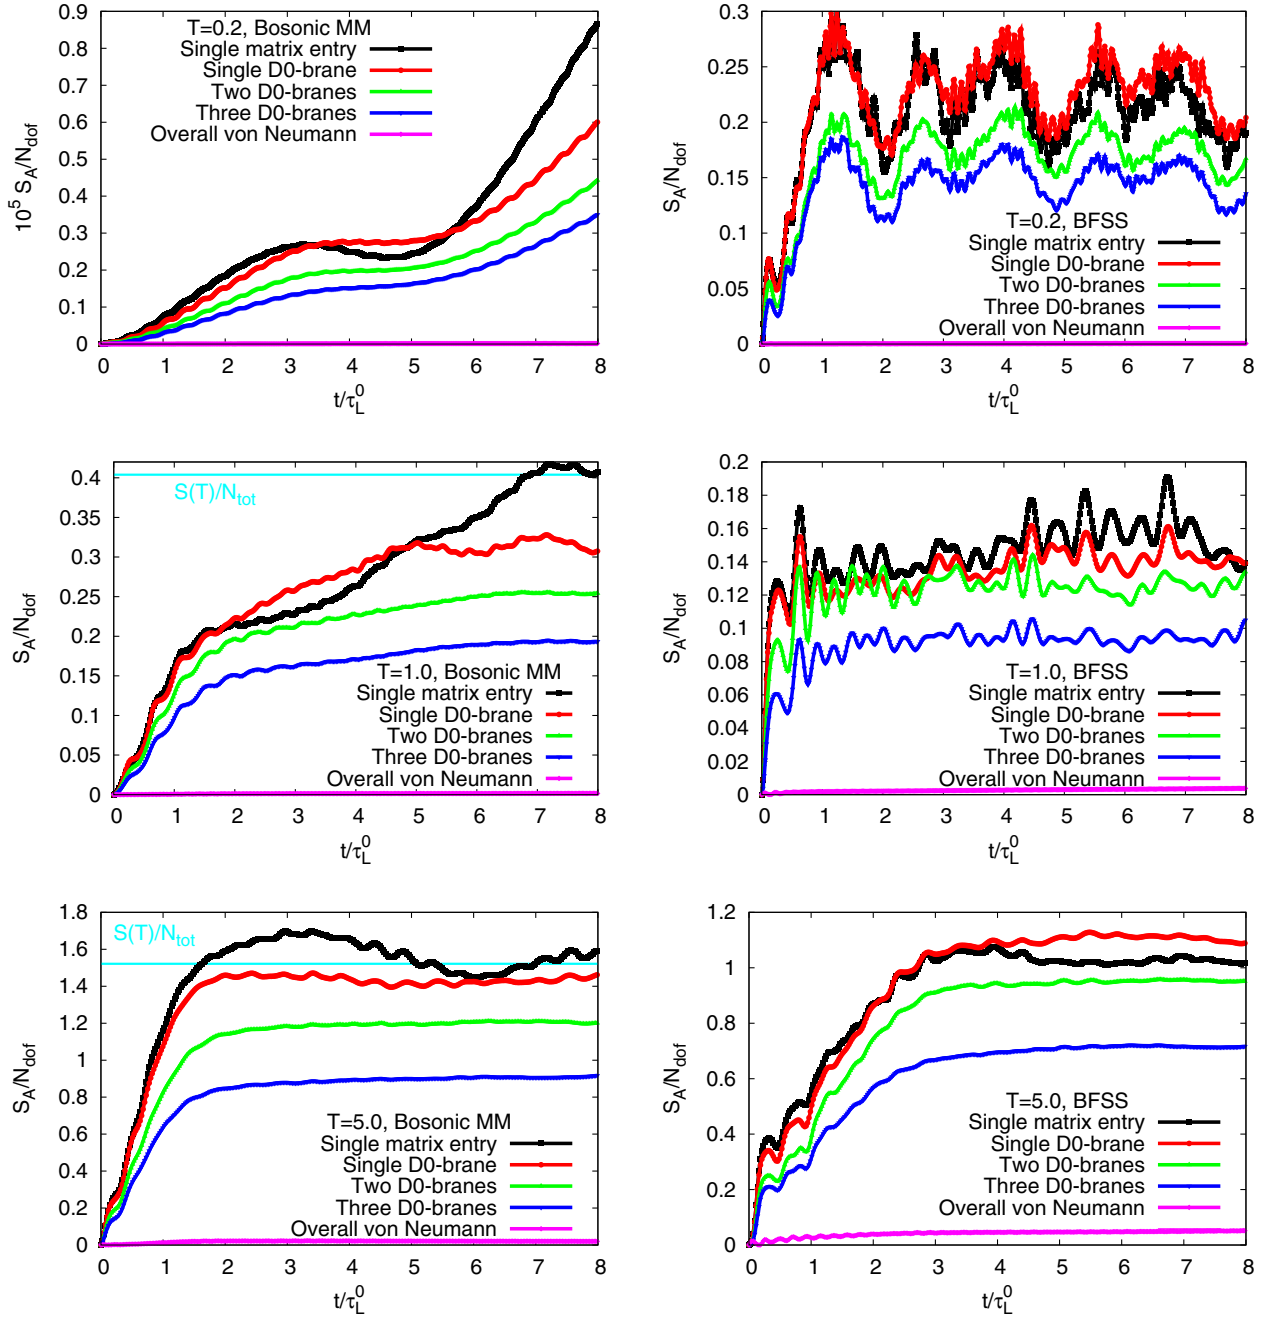 T=0.2, Bosonic MM
Single matrix entry
Single D0-brane
Two D0-branes
Three D0-branes
Overall von Neumann
0.9
0.8
0.7
0.6
0.5
0.4
0.3
0.2
0.1
0
10^5 S_A/N_dof
0 1 2 3 4 5 6 7 8
t/τ_L^0
0.3
0.25
0.2
0.15
0.1
0.05
0
S_A/N_dof
T=0.2, BFSS
Single matrix entry
Single D0-brane
Two D0-branes
Three D0-branes
Overall von Neumann
0 1 2 3 4 5 6 7 8
t/τ_L^0
0.4
0.35
0.3
0.25
0.2
0.15
0.1
0.05
0
S_A/N_dof
S(T)/N_tot
T=1.0, Bosonic MM
Single matrix entry
Single D0-brane
Two D0-branes
Three D0-branes
Overall von Neumann
0 1 2 3 4 5 6 7 8
t/τ_L^0
0.2
0.18
0.16
0.14
0.12
0.1
0.08
0.06
0.04
0.02
0
S_A/N_dof
T=1.0, BFSS
Single matrix entry
Single D0-brane
Two D0-branes
Three D0-branes
Overall von Neumann
0 1 2 3 4 5 6 7 8
t/τ_L^0
1.8
1.6
1.4
1.2
1
0.8
0.6
0.4
0.2
0
S_A/N_dof
S(T)/N_tot
T=5.0, Bosonic MM
Single matrix entry
Single D0-brane
Two D0-branes
Three D0-branes
Overall von Neumann
0 1 2 3 4 5 6 7 8
t/τ_L^0
1.2
1
0.8
0.6
0.4
0.2
0
S_A/N_dof
T=5.0, BFSS
Single matrix entry
Single D0-brane
Two D0-branes
Three D0-branes
Overall von Neumann
0 1 2 3 4 5 6 7 8
t/τ_L^0